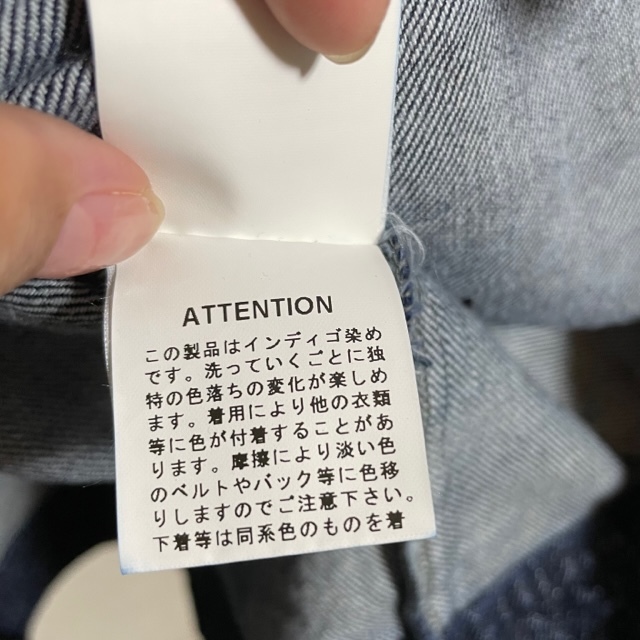 ATTENTION
この製品はインディゴ染め
です。洗っていくごとに独
特の色落ちの変化が楽しめ
ます。着用により他の衣類
等に色が付着することがあ
ります。摩擦により淡い色
のベルトやバック等に色移
りしますのでご注意下さい。
下着等は同系色のものを着